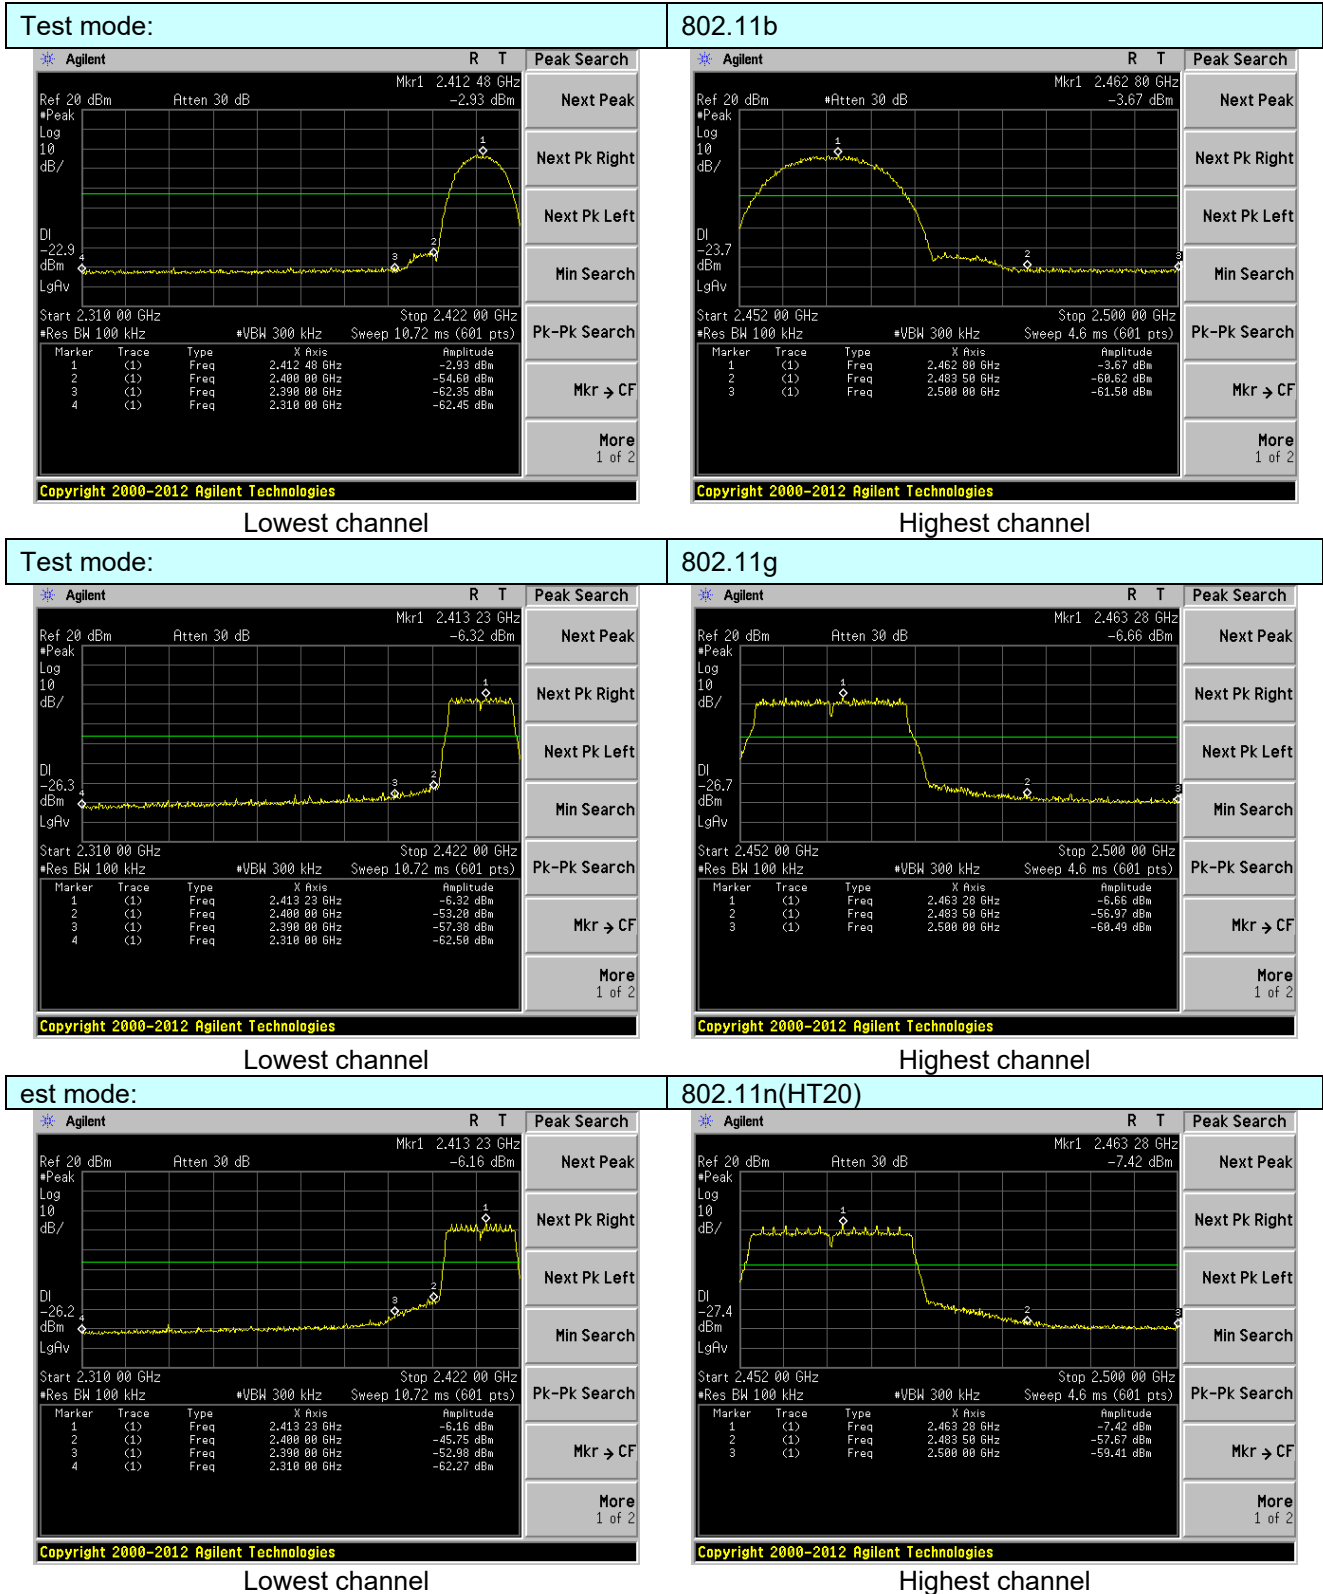 Test mode: 802.11b
Agilent R T Peak Search
Mkr1 2.412 48 GHz
Ref 20 dBm Atten 30 dB -2.93 dBm
#Peak
Log
10
dB/
DI
-22.9
dBm
LgAv
1
2
3
4
Start 2.310 00 GHz Stop 2.422 00 GHz
#Res BW 100 kHz #VBW 300 kHz Sweep 10.72 ms (601 pts)
Marker Trace Type X Axis Amplitude
1 (1) Freq 2.412 48 GHz -2.93 dBm
2 (1) Freq 2.400 00 GHz -54.60 dBm
3 (1) Freq 2.390 00 GHz -62.35 dBm
4 (1) Freq 2.310 00 GHz -62.45 dBm
Next Peak
Next Pk Right
Next Pk Left
Min Search
Pk-Pk Search
Mkr → CF
More
1 of 2
Copyright 2000-2012 Agilent Technologies
Lowest channel
Agilent R T Peak Search
Mkr1 2.462 80 GHz
Ref 20 dBm #Atten 30 dB -3.67 dBm
#Peak
Log
10
dB/
DI
-23.7
dBm
LgAv
1
2
3
Start 2.452 00 GHz Stop 2.500 00 GHz
#Res BW 100 kHz #VBW 300 kHz Sweep 4.6 ms (601 pts)
Marker Trace Type X Axis Amplitude
1 (1) Freq 2.462 80 GHz -3.67 dBm
2 (1) Freq 2.483 50 GHz -60.62 dBm
3 (1) Freq 2.500 00 GHz -61.50 dBm
Next Peak
Next Pk Right
Next Pk Left
Min Search
Pk-Pk Search
Mkr → CF
More
1 of 2
Copyright 2000-2012 Agilent Technologies
Highest channel
Test mode: 802.11g
Agilent R T Peak Search
Mkr1 2.413 23 GHz
Ref 20 dBm Atten 30 dB -6.32 dBm
#Peak
Log
10
dB/
DI
-26.3
dBm
LgAv
1
2
3
4
Start 2.310 00 GHz Stop 2.422 00 GHz
#Res BW 100 kHz #VBW 300 kHz Sweep 10.72 ms (601 pts)
Marker Trace Type X Axis Amplitude
1 (1) Freq 2.413 23 GHz -6.32 dBm
2 (1) Freq 2.400 00 GHz -53.20 dBm
3 (1) Freq 2.390 00 GHz -57.38 dBm
4 (1) Freq 2.310 00 GHz -62.50 dBm
Next Peak
Next Pk Right
Next Pk Left
Min Search
Pk-Pk Search
Mkr → CF
More
1 of 2
Copyright 2000-2012 Agilent Technologies
Lowest channel
Agilent R T Peak Search
Mkr1 2.463 28 GHz
Ref 20 dBm Atten 30 dB -6.66 dBm
#Peak
Log
10
dB/
DI
-26.7
dBm
LgAv
1
2
3
Start 2.452 00 GHz Stop 2.500 00 GHz
#Res BW 100 kHz #VBW 300 kHz Sweep 4.6 ms (601 pts)
Marker Trace Type X Axis Amplitude
1 (1) Freq 2.463 28 GHz -6.66 dBm
2 (1) Freq 2.483 50 GHz -56.97 dBm
3 (1) Freq 2.500 00 GHz -60.49 dBm
Next Peak
Next Pk Right
Next Pk Left
Min Search
Pk-Pk Search
Mkr → CF
More
1 of 2
Copyright 2000-2012 Agilent Technologies
Highest channel
est mode: 802.11n(HT20)
Agilent R T Peak Search
Mkr1 2.413 23 GHz
Ref 20 dBm Atten 30 dB -6.16 dBm
#Peak
Log
10
dB/
DI
-26.2
dBm
LgAv
1
2
3
4
Start 2.310 00 GHz Stop 2.422 00 GHz
#Res BW 100 kHz #VBW 300 kHz Sweep 10.72 ms (601 pts)
Marker Trace Type X Axis Amplitude
1 (1) Freq 2.413 23 GHz -6.16 dBm
2 (1) Freq 2.400 00 GHz -45.75 dBm
3 (1) Freq 2.390 00 GHz -52.98 dBm
4 (1) Freq 2.310 00 GHz -62.27 dBm
Next Peak
Next Pk Right
Next Pk Left
Min Search
Pk-Pk Search
Mkr → CF
More
1 of 2
Copyright 2000-2012 Agilent Technologies
Lowest channel
Agilent R T Peak Search
Mkr1 2.463 28 GHz
Ref 20 dBm Atten 30 dB -7.42 dBm
#Peak
Log
10
dB/
DI
-27.4
dBm
LgAv
1
2
3
Start 2.452 00 GHz Stop 2.500 00 GHz
#Res BW 100 kHz #VBW 300 kHz Sweep 4.6 ms (601 pts)
Marker Trace Type X Axis Amplitude
1 (1) Freq 2.463 28 GHz -7.42 dBm
2 (1) Freq 2.483 50 GHz -57.67 dBm
3 (1) Freq 2.500 00 GHz -59.41 dBm
Next Peak
Next Pk Right
Next Pk Left
Min Search
Pk-Pk Search
Mkr → CF
More
1 of 2
Copyright 2000-2012 Agilent Technologies
Highest channel